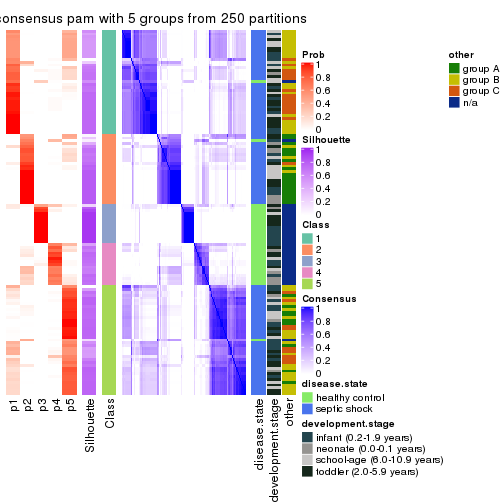 consensus pam with 5 groups from 250 partitions
Prob
1
0.8
0.6
0.4
0.2
0
Silhouette
1
0.8
0.6
0.4
0.2
0
Class
1
2
3
4
5
Consensus
1
0.8
0.6
0.4
0.2
0
disease.state
healthy control
septic shock
development.stage
infant (0.2-1.9 years)
neonate (0.0-0.1 years)
school-age (6.0-10.9 years)
toddler (2.0-5.9 years)
other
group A
group B
group C
n/a
p1
p2
p3
p4
p5
Silhouette
Class
disease.state
development.stage
other